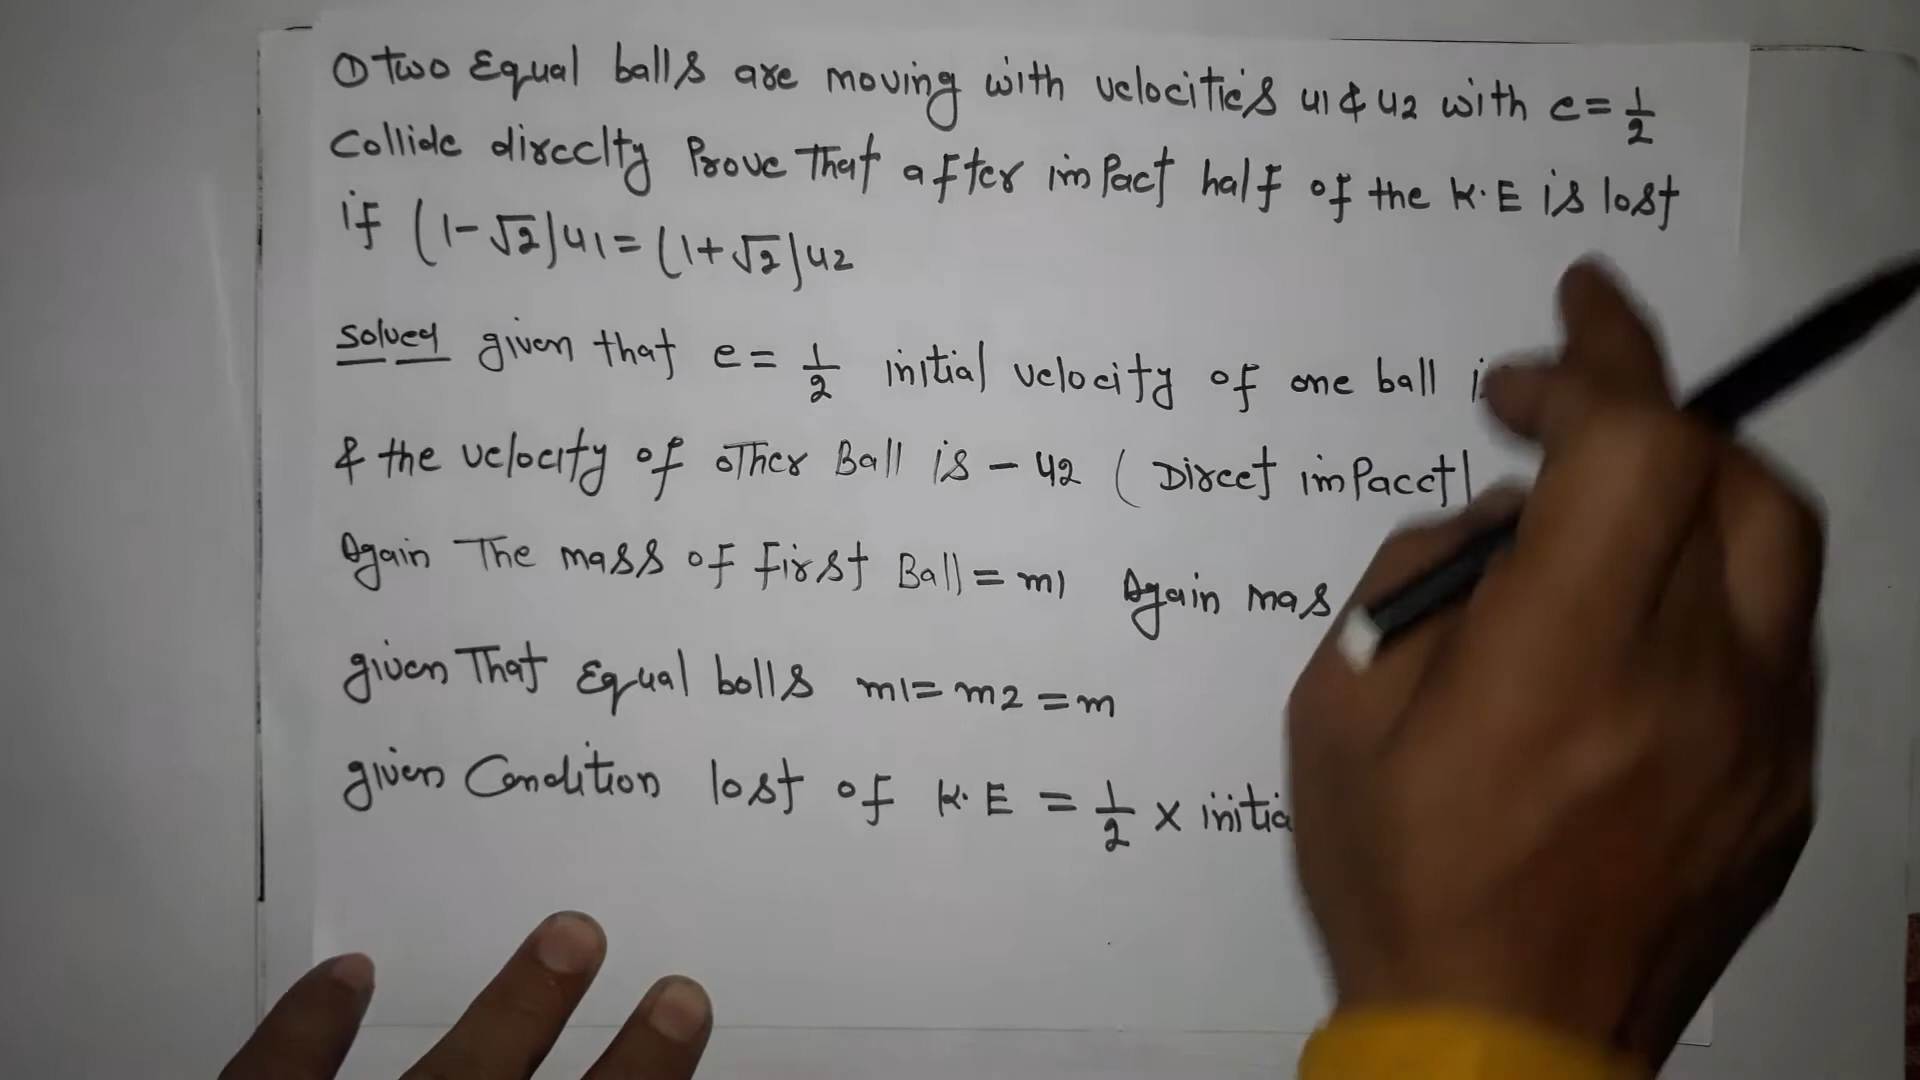 ① two Equal balls are moving with velocities u1 & u2 with e = 1/2
Collide direclty Prove That after impact half of the K.E is lost
if (1-√2)u1 = (1+√2)u2
Solved given that e = 1/2 initial velocity of one ball
& the velocity of other Ball is - u2 ( Direct impacct)
Again The mass of first Ball = m1 Again mas
given That Equal bolls m1 = m2 = m
given Condition lost of K.E = 1/2 x